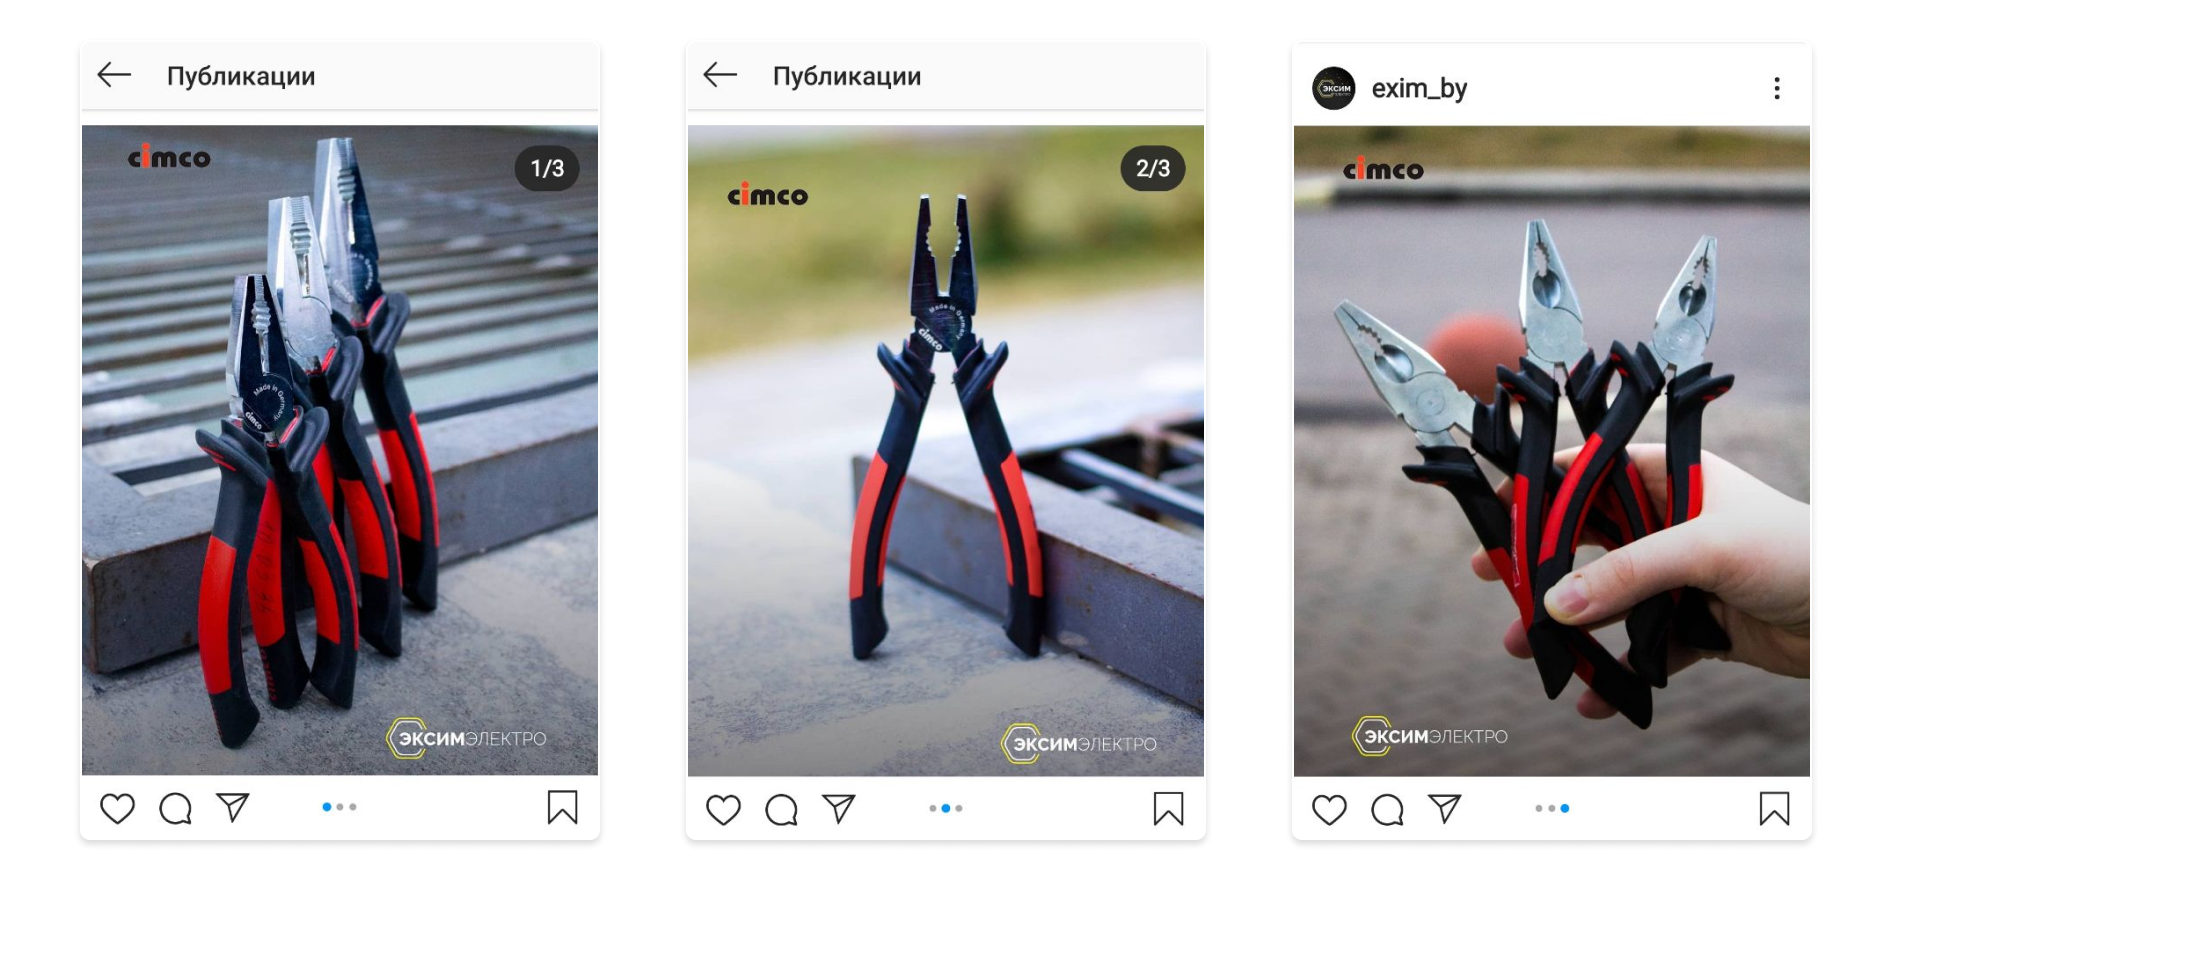 Публикации
cimco
1/3
Made in Germany
cimco
ЭКСИМЭЛЕКТРО
Публикации
cimco
2/3
Made in Germany
cimco
ЭКСИМЭЛЕКТРО
ЭКСИМ
ЭЛЕКТРО
exim_by
cimco
ЭКСИМЭЛЕКТРО